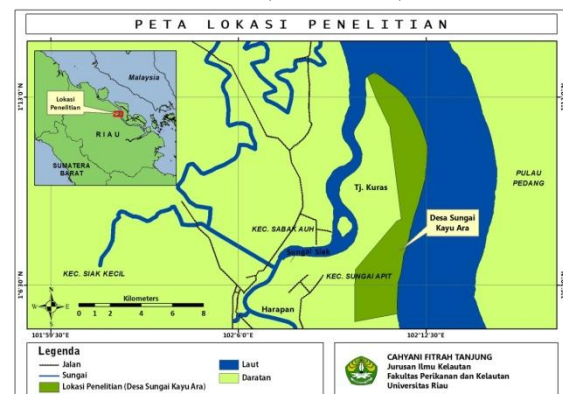 PETA LOKASI PENELITIAN
Malaysia
Lokasi
Penelitian
RIAU
SUMATERA
BARAT
1°13'0"N
Tj. Kuras
PULAU
PEDANG
Desa Sungai
Kayu Ara
KEC. SABAK AUH
Sungai Siak
KEC. SIAK KECIL
KEC. SUNGAI APIT
1°6'30"N
Harapan
W
E
Kilometers
0 1 2 4 6 8
102°6'0"E
102°12'30"E
Legenda
Jalan
Sungai
Lokasi Penelitian (Desa Sungai Kayu Ara)
Laut
Daratan
CAHYANI FITRAH TANJUNG
Jurusan Ilmu Kelautan
Fakultas Perikanan dan Kelautan
Universitas Riau